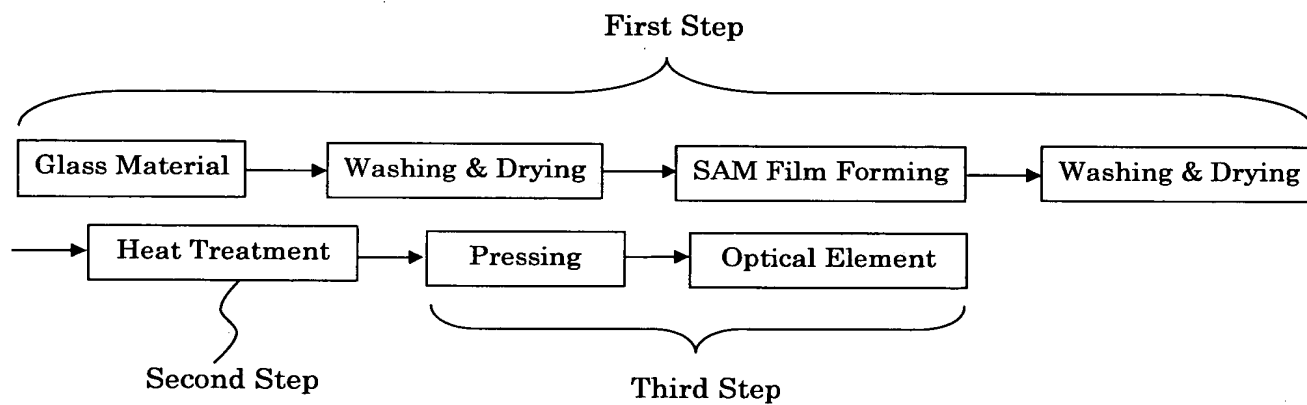 First Step
Glass Material
Washing & Drying
SAM Film Forming
Washing & Drying
Heat Treatment
Pressing
Optical Element
Second Step
Third Step